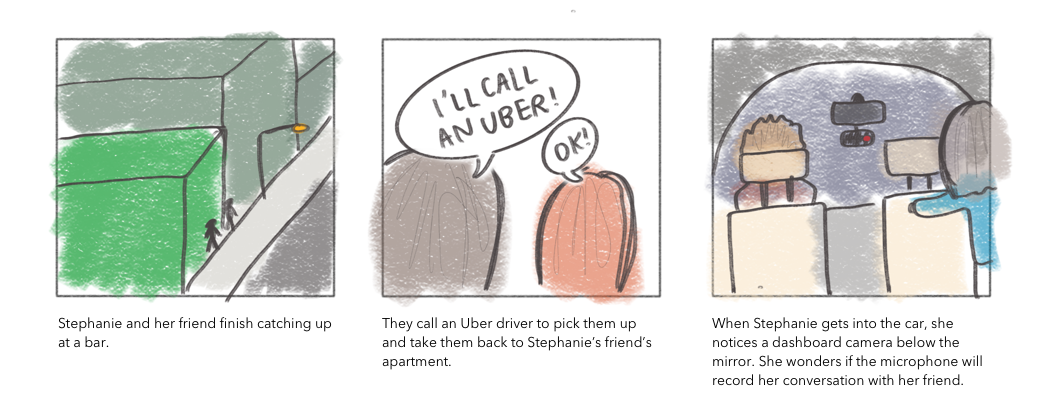 I'LL CALL
AN UBER!
OK!
Stephanie and her friend finish catching up
at a bar.
They call an Uber driver to pick them up
and take them back to Stephanie's friend's
apartment.
When Stephanie gets into the car, she
notices a dashboard camera below the
mirror. She wonders if the microphone will
record her conversation with her friend.